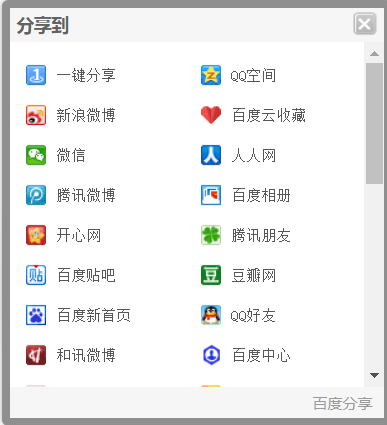 分享到
一键分享 QQ空间
新浪微博 百度云收藏
微信 人人网
腾讯微博 百度相册
开心网 腾讯朋友
百度贴吧 豆瓣网
百度新首页 QQ好友
和讯微博 百度中心
百度分享